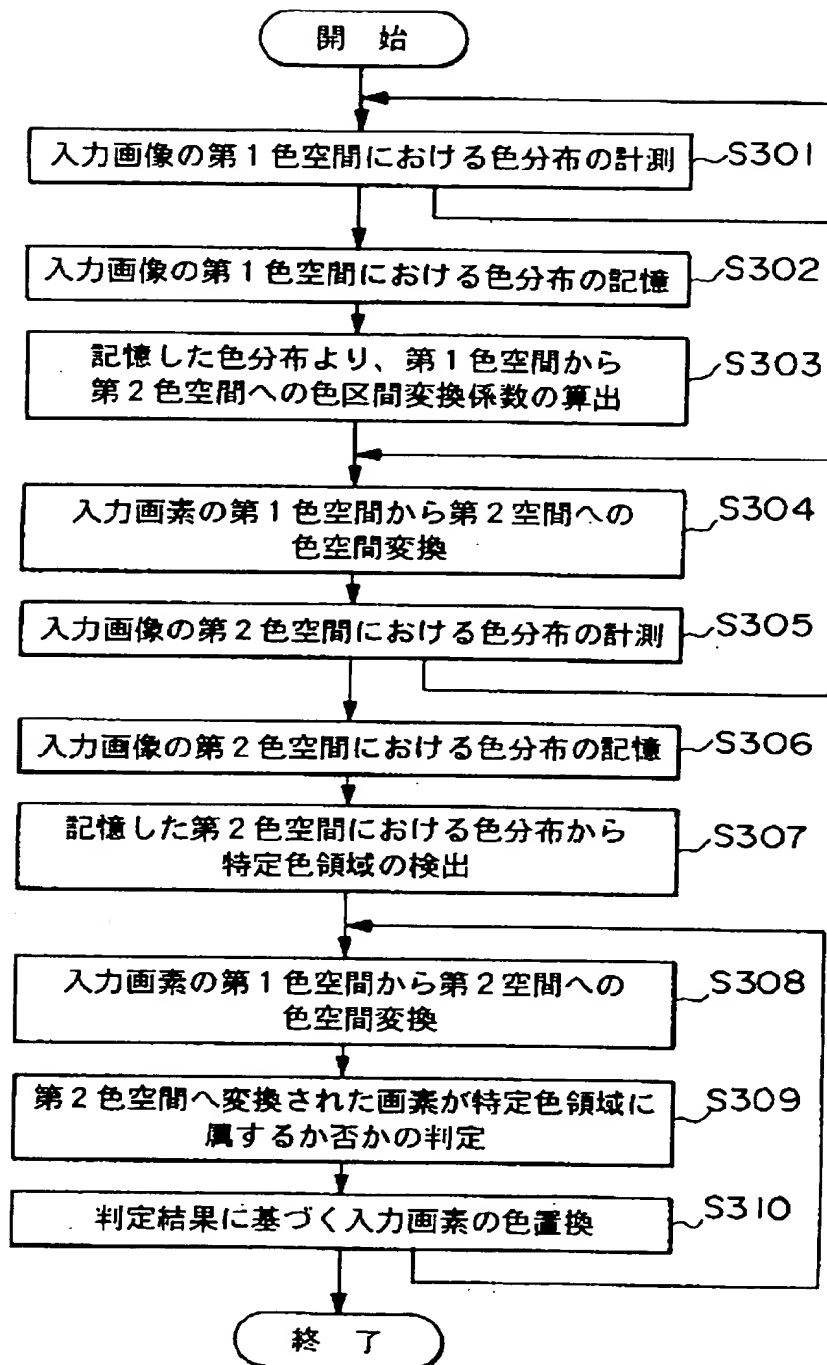 開 始
入力画像の第1色空間における色分布の計測 S301
入力画像の第1色空間における色分布の記憶 S302
記憶した色分布より、第1色空間から
第2色空間への色区間変換係数の算出 S303
入力画素の第1色空間から第2空間への
色空間変換 S304
入力画像の第2色空間における色分布の計測 S305
入力画像の第2色空間における色分布の記憶 S306
記憶した第2色空間における色分布から
特定色領域の検出 S307
入力画素の第1色空間から第2空間への
色空間変換 S308
第2色空間へ変換された画素が特定色領域に
属するか否かの判定 S309
判定結果に基づく入力画素の色置換 S310
終 了